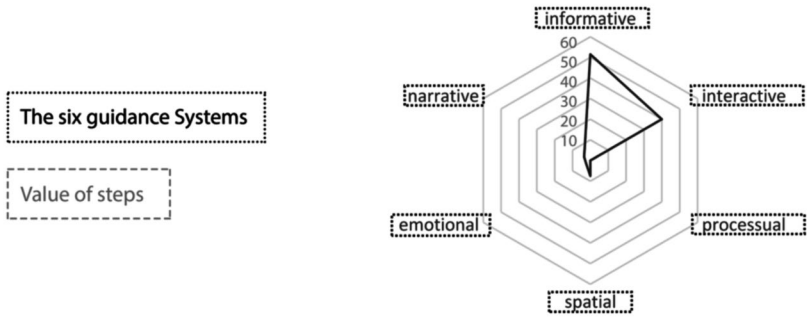 The six guidance Systems
Value of steps
informative
60
50
40
30
20
10
narrative
interactive
emotional
processual
spatial